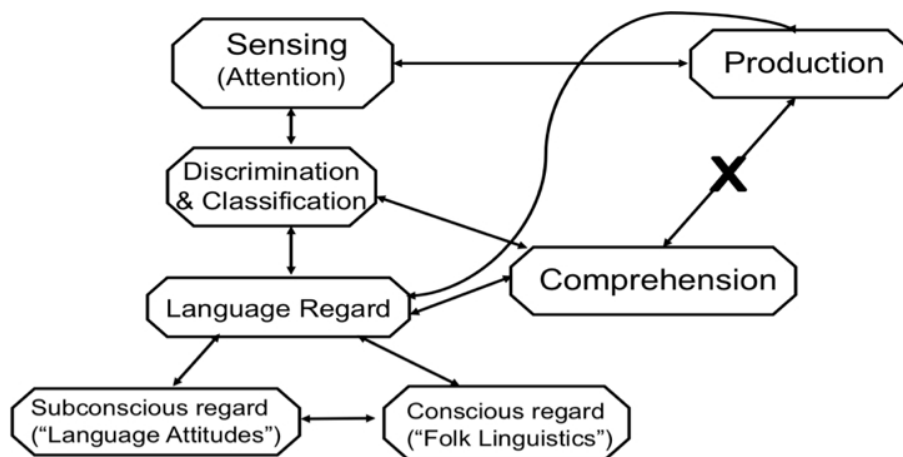 Sensing
(Attention)
Production
Discrimination
& Classification
X
Comprehension
Language Regard
Subconscious regard
(“Language Attitudes”)
Conscious regard
(“Folk Linguistics”)